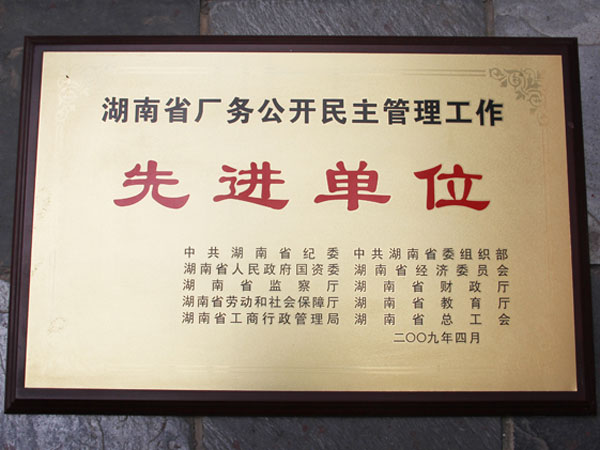 湖南省厂务公开民主管理工作
先进单位
中共湖南省纪委 中共湖南省委组织部
湖南省人民政府国资委 湖南省经济委员会
湖南省监察厅 湖南省财政厅
湖南省劳动和社会保障厅 湖南省教育厅
湖南省工商行政管理局 湖南省总工会
二〇〇九年四月